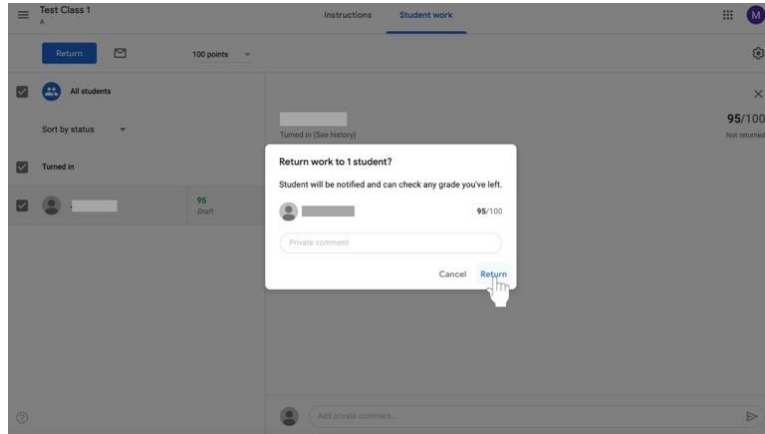 Test Class 1
A
Instructions
Student work
M
Return
100 points
All students
Sort by status
Turned in
95
Draft
Turned in (See history)
95/100
Not returned
Return work to 1 student?
Student will be notified and can check any grade you've left.
95/100
Private comment
Cancel
Return
Add private comment...